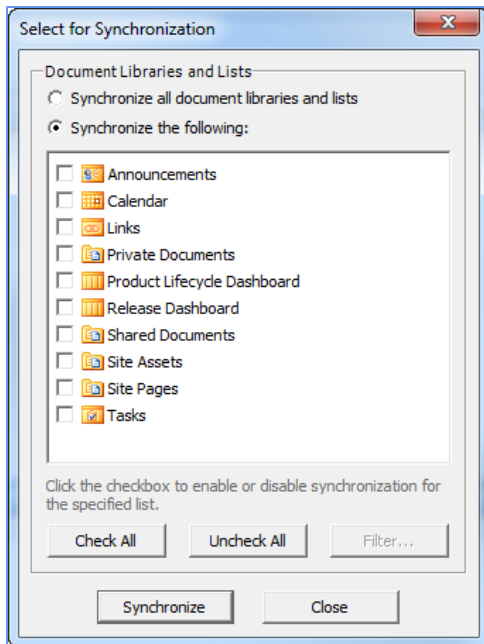 Select for Synchronization
Document Libraries and Lists
Synchronize all document libraries and lists
Synchronize the following:
Announcements
Calendar
Links
Private Documents
Product Lifecycle Dashboard
Release Dashboard
Shared Documents
Site Assets
Site Pages
Tasks
Click the checkbox to enable or disable synchronization for
the specified list.
Check All Uncheck All Filter...
Synchronize Close